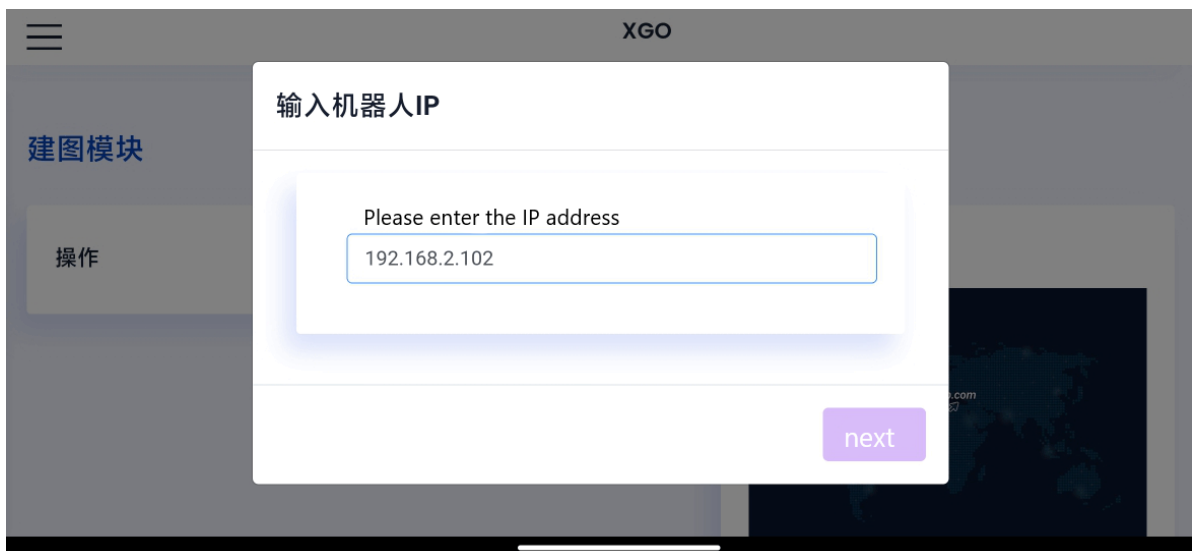 XGO
输入机器人IP
建图模块
Please enter the IP address
192.168.2.102
操作
.com
next